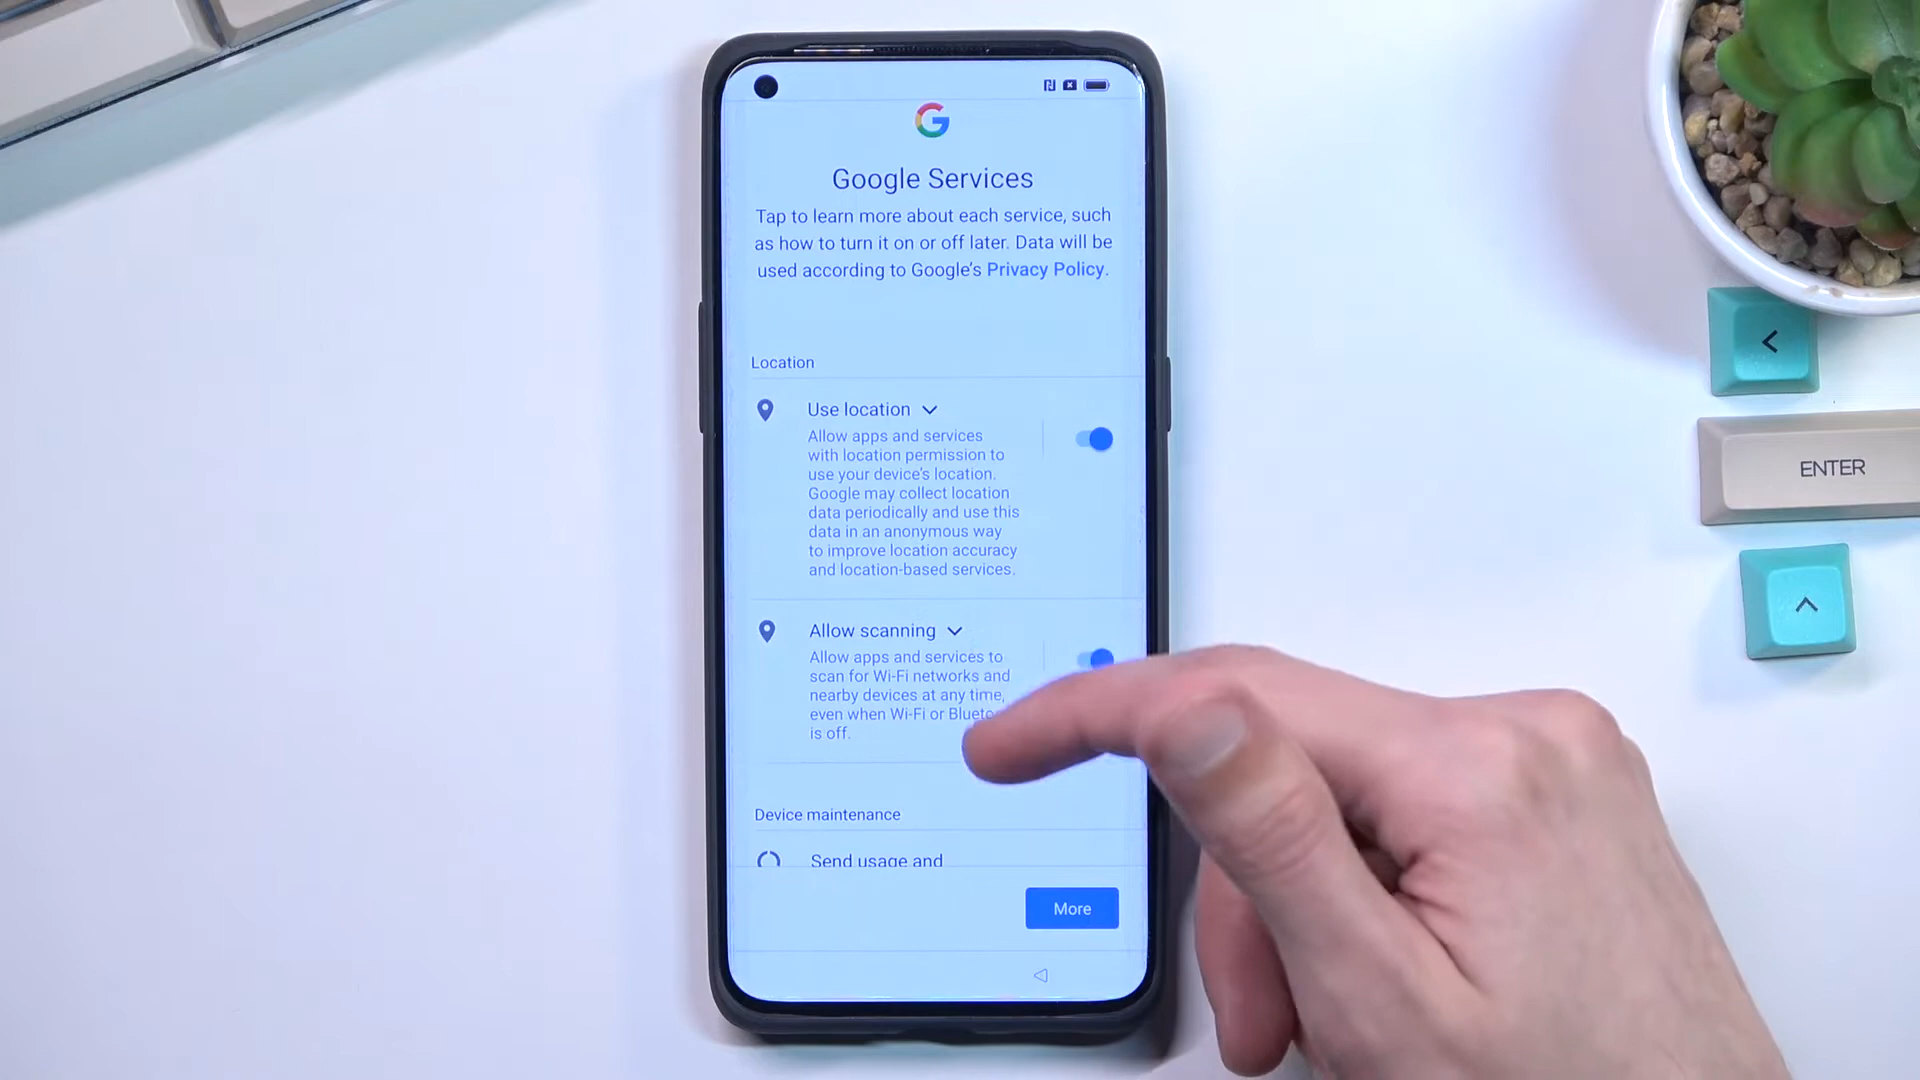 Google Services
Tap to learn more about each service, such
as how to turn it on or off later. Data will be
used according to Google's Privacy Policy.
Location
Use location
Allow apps and services
with location permission to
use your device's location.
Google may collect location
data periodically and use this
data in an anonymous way
to improve location accuracy
and location-based services.
Allow scanning
Allow apps and services to
scan for Wi-Fi networks and
nearby devices at any time,
even when Wi-Fi or
is off.
Device maintenance
Send usage and
More
ENTER